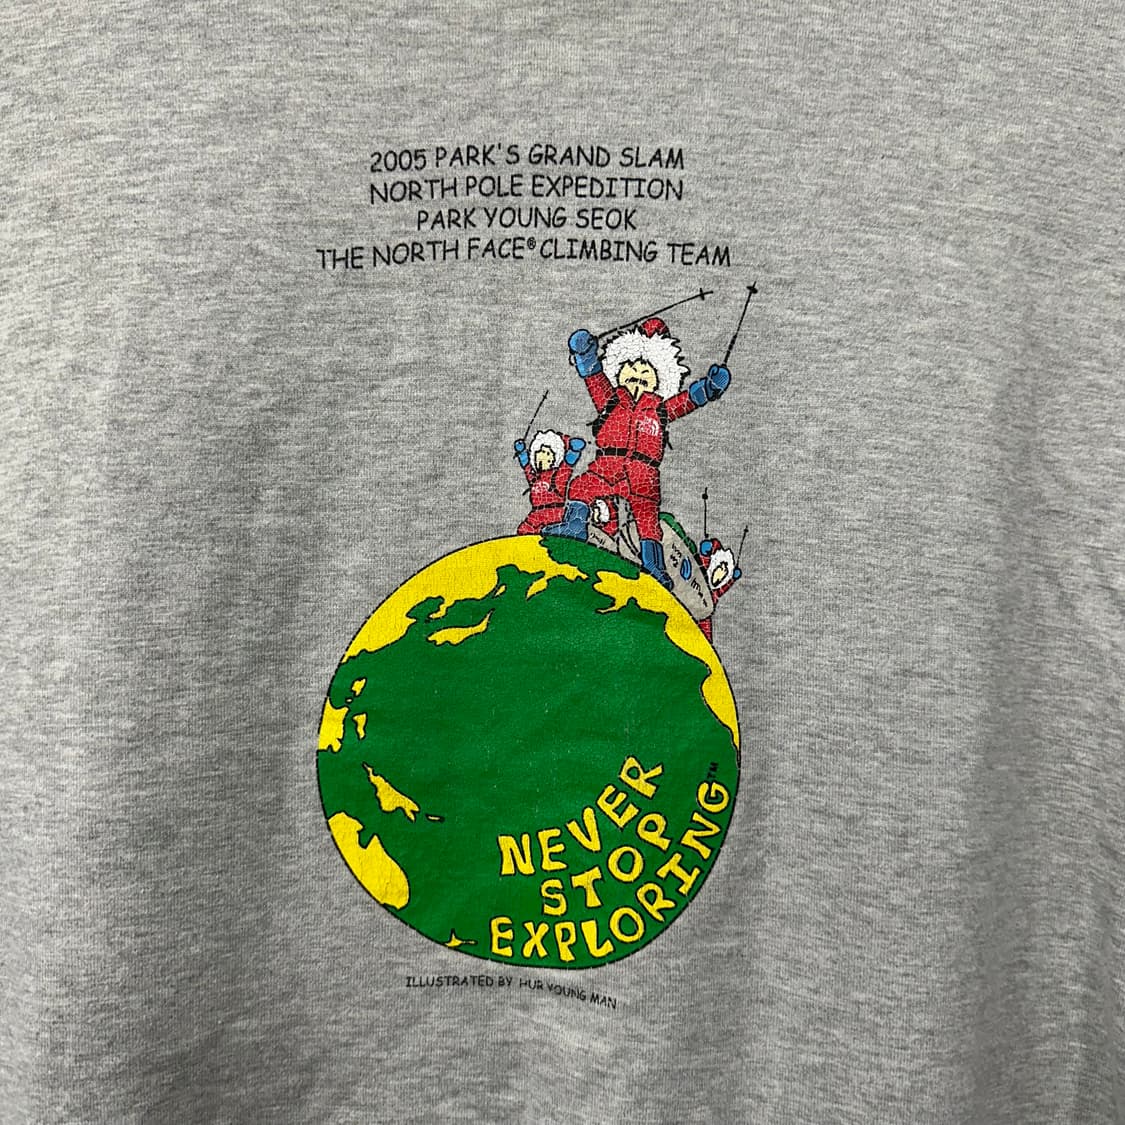 2005 PARK'S GRAND SLAM
NORTH POLE EXPEDITION
PARK YOUNG SEOK
THE NORTH FACE® CLIMBING TEAM
NEVER
STOP
EXPLORING™
ILLUSTRATED BY HUR YOUNG MAN